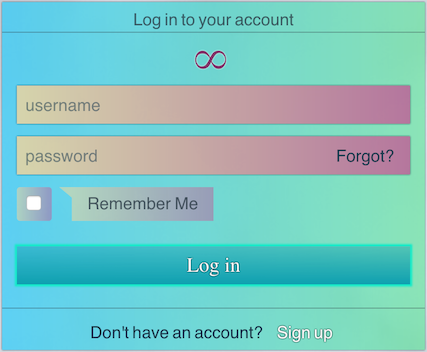 Log in to your account
∞
username
password Forgot?
Remember Me
Log in
Don't have an account? Sign up